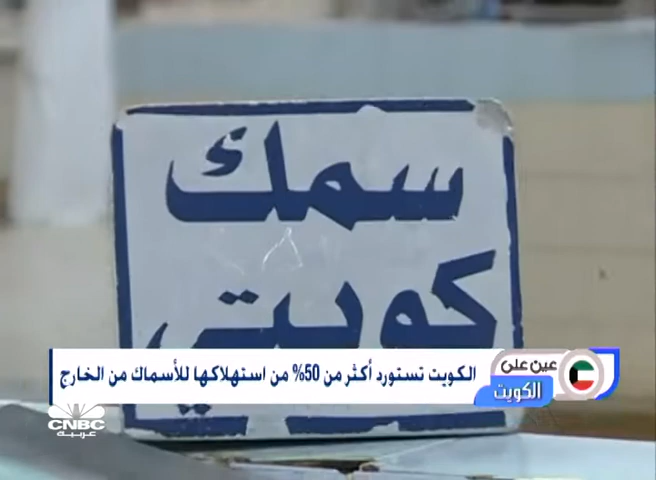 سمك
كويتي
عين على
الكويت
الكويت تستورد أكثر من 50% من استهلاكها للأسماك من الخارج
CNBC
عربية